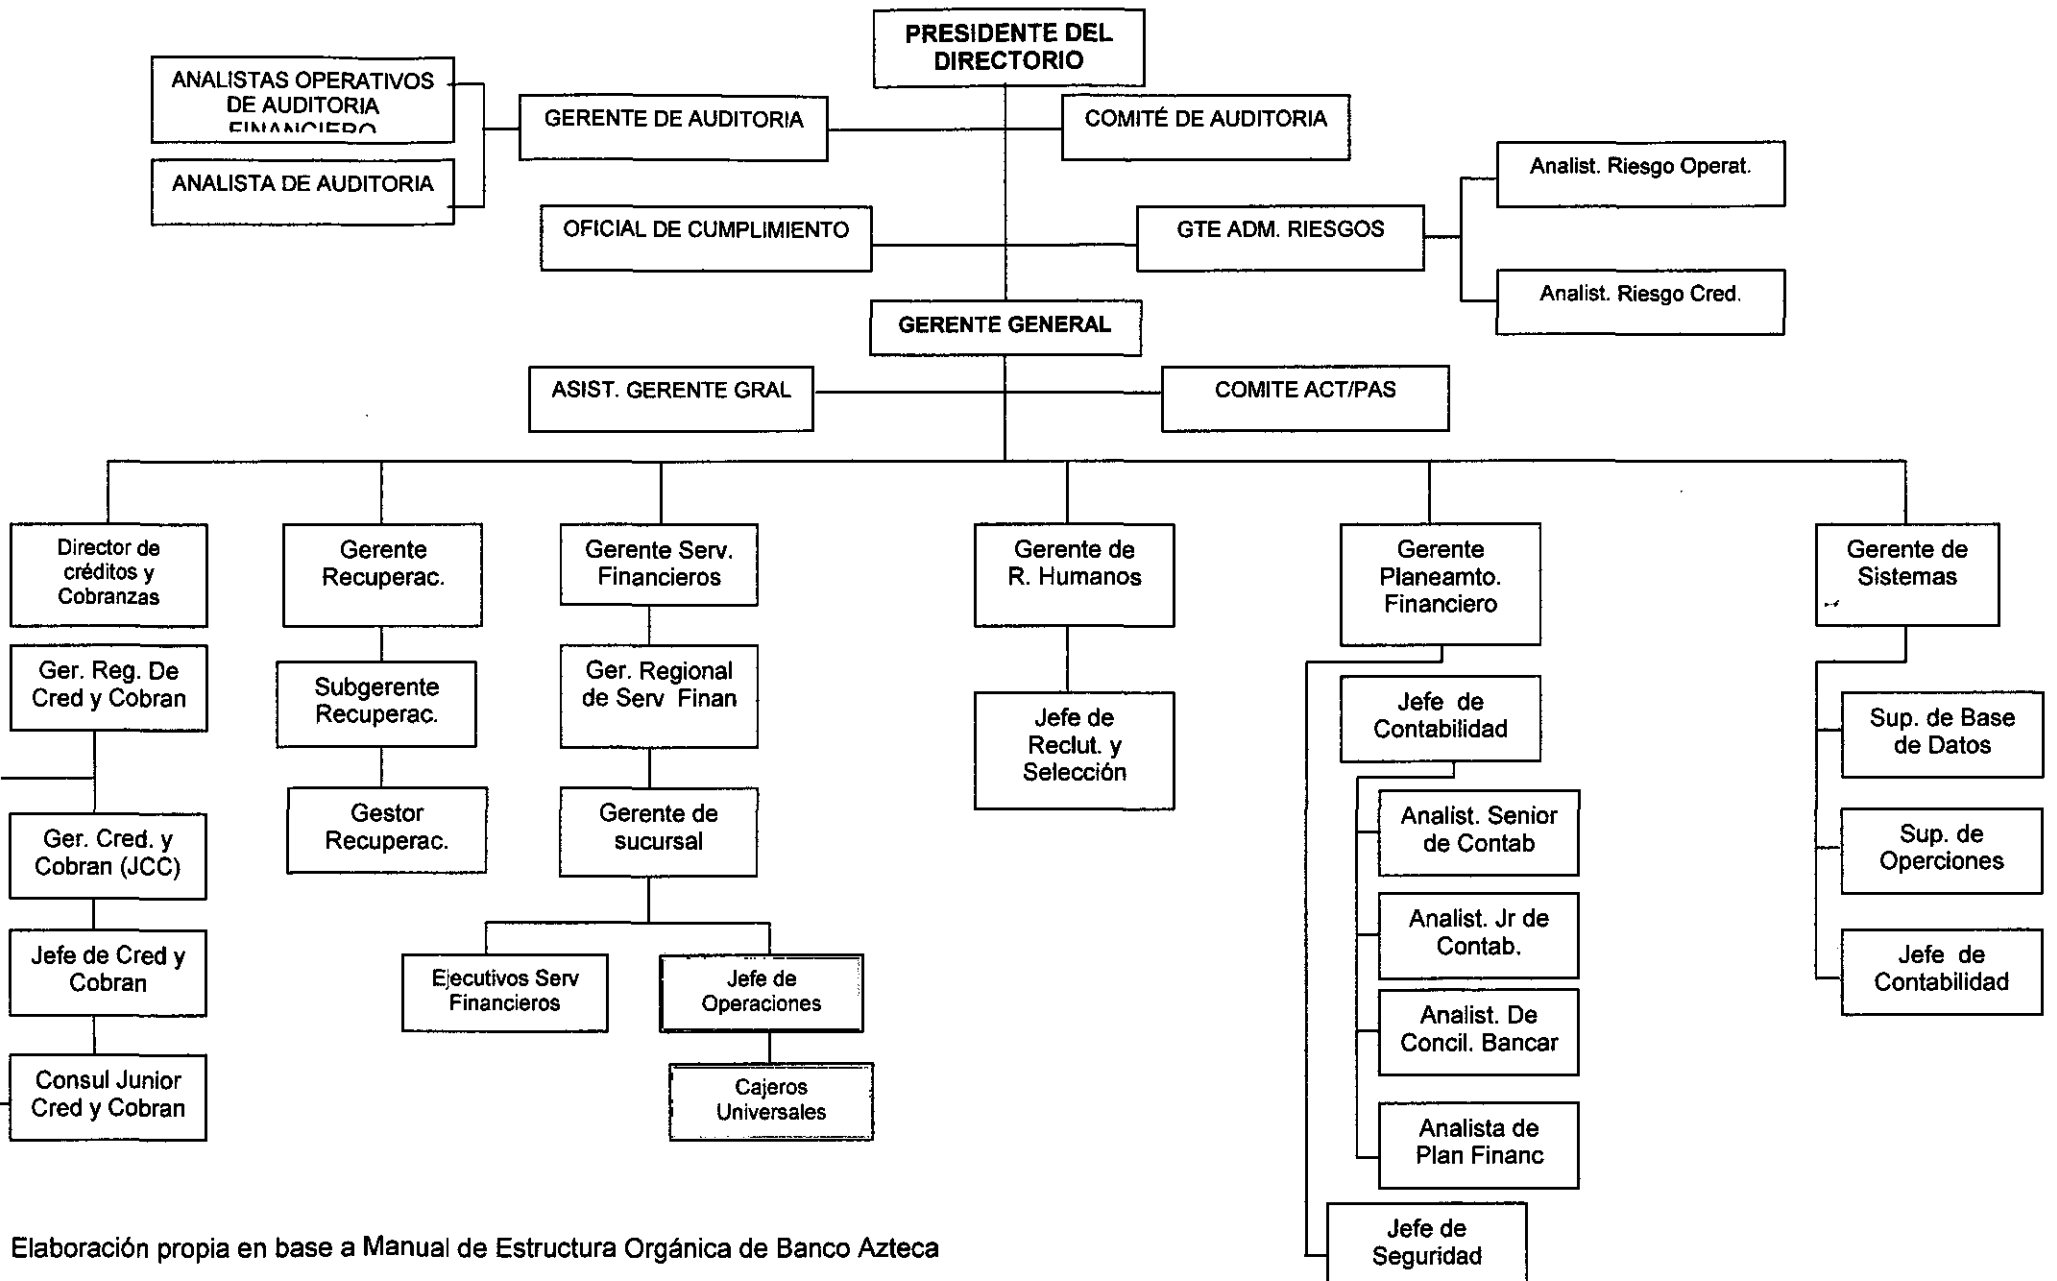 PRESIDENTE DEL
DIRECTORIO
ANALISTAS OPERATIVOS
DE AUDITORIA
FINANCIERO
GERENTE DE AUDITORIA
COMITÉ DE AUDITORIA
ANALISTA DE AUDITORIA
Analist. Riesgo Operat.
OFICIAL DE CUMPLIMIENTO
GTE ADM. RIESGOS
Analist. Riesgo Cred.
GERENTE GENERAL
ASIST. GERENTE GRAL
COMITE ACT/PAS
Director de
créditos y
Cobranzas
Gerente
Recuperac.
Gerente Serv.
Financieros
Gerente de
R. Humanos
Gerente
Planeamto.
Financiero
Gerente de
Sistemas
Ger. Reg. De
Cred y Cobran
Subgerente
Recuperac.
Ger. Regional
de Serv Finan
Jefe de
Reclut. y
Selección
Jefe de
Contabilidad
Sup. de Base
de Datos
Ger. Cred. y
Cobran (JCC)
Gestor
Recuperac.
Gerente de
sucursal
Analist. Senior
de Contab
Sup. de
Operciones
Jefe de Cred y
Cobran
Ejecutivos Serv
Financieros
Jefe de
Operaciones
Analist. Jr de
Contab.
Jefe de
Contabilidad
Analist. De
Concil. Bancar
Consul Junior
Cred y Cobran
Cajeros
Universales
Analista de
Plan Financ
Jefe de
Seguridad
Elaboración propia en base a Manual de Estructura Orgánica de Banco Azteca